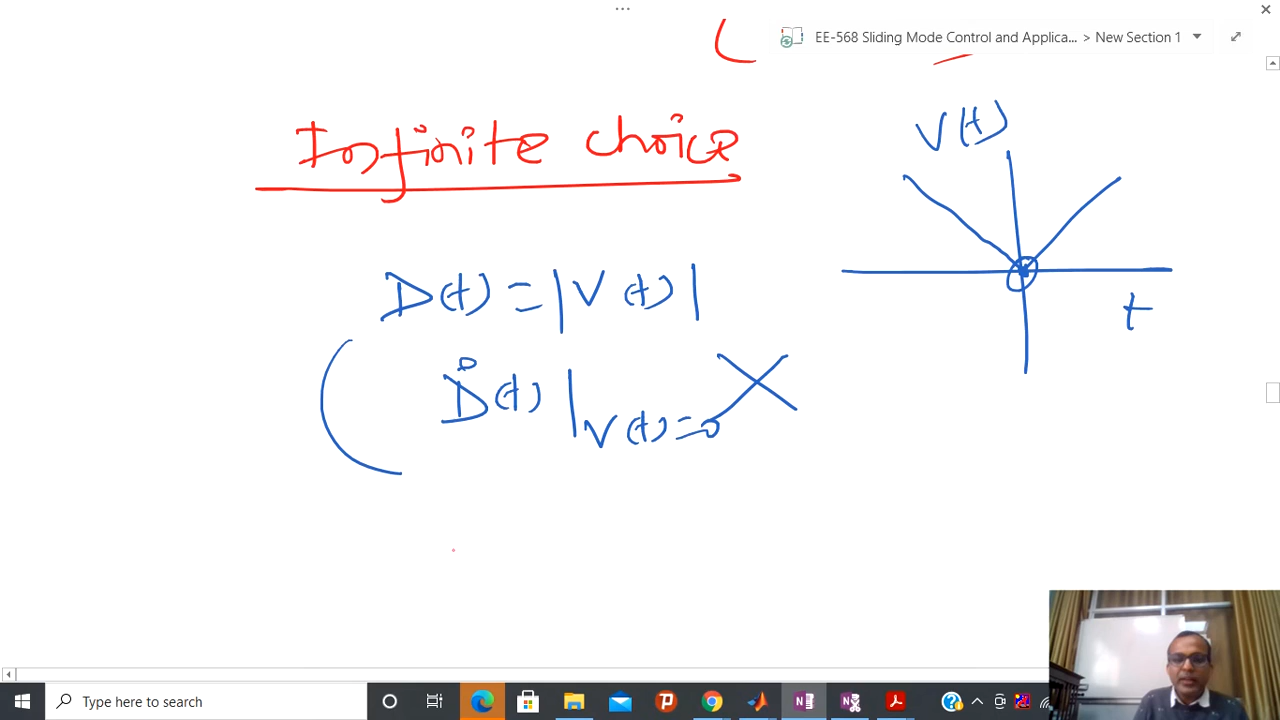 EE-568 Sliding Mode Control and Applica... > New Section 1
Infinite choice
V(t)
D(t) = |V(t)|
t
Ḋ(t)|V(t)=0
Type here to search